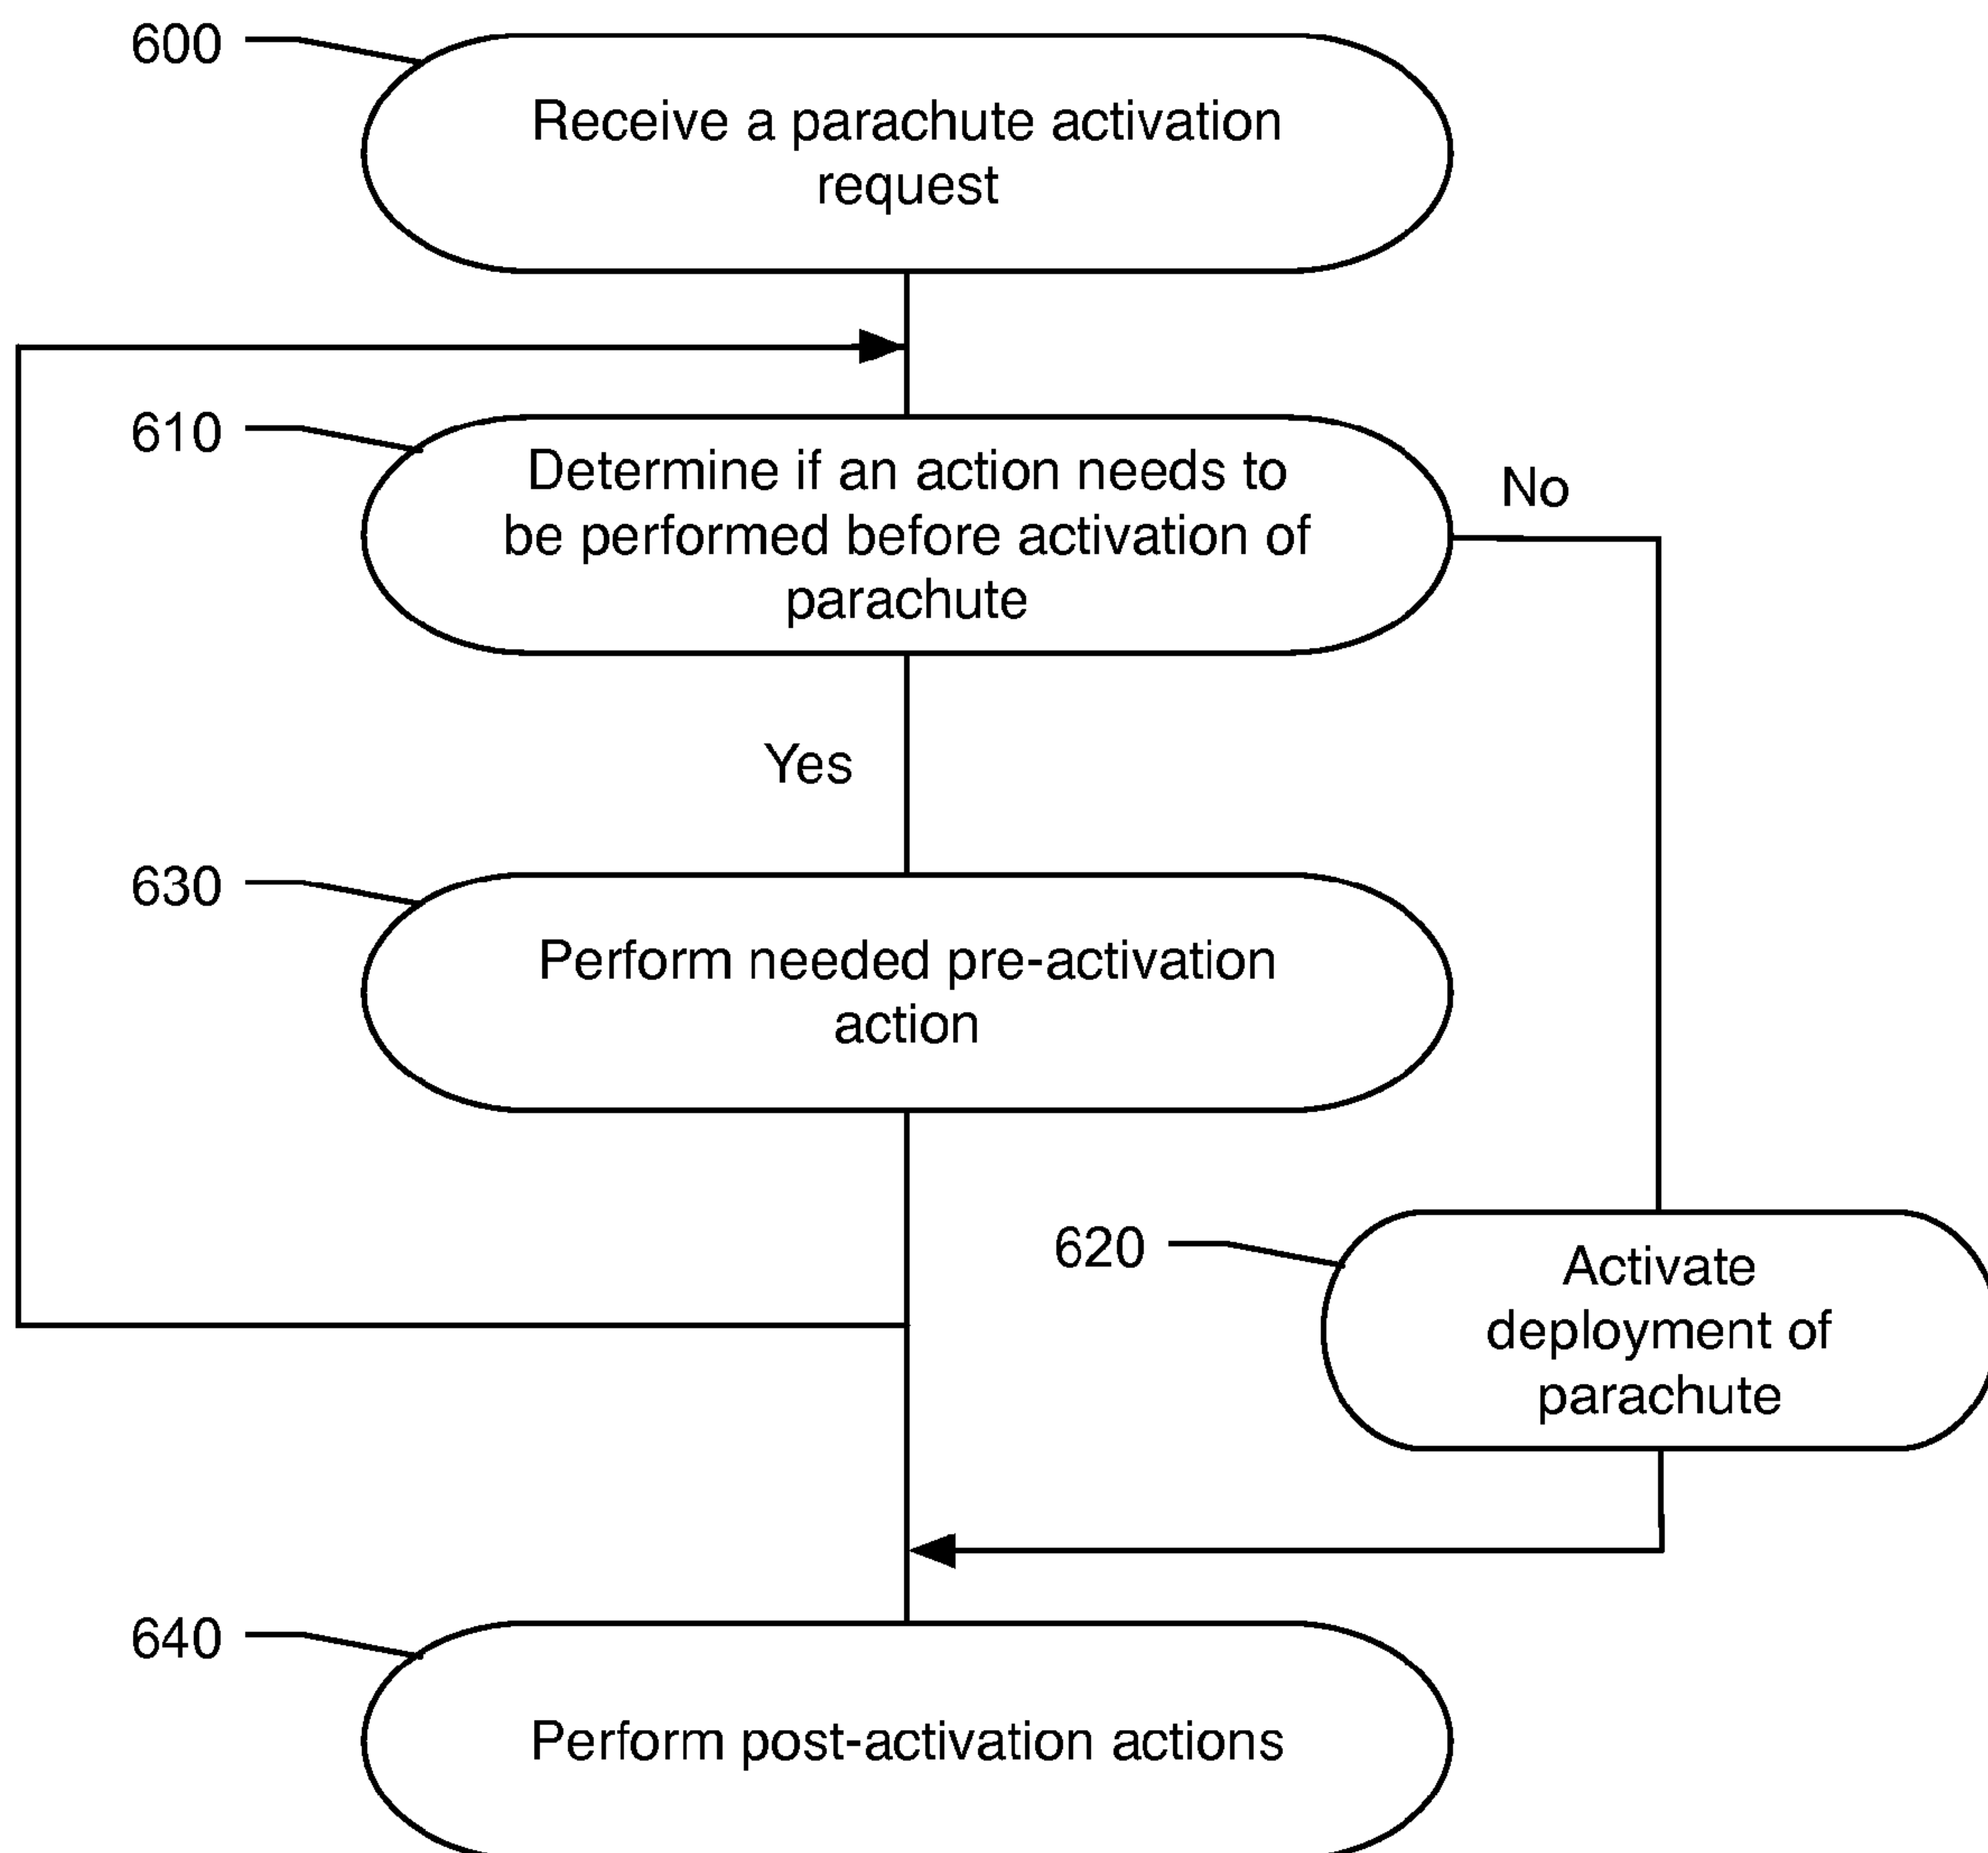 600
Receive a parachute activation
request
610
Determine if an action needs to
be performed before activation of
parachute
No
Yes
630
Perform needed pre-activation
action
620
Activate
deployment of
parachute
640
Perform post-activation actions